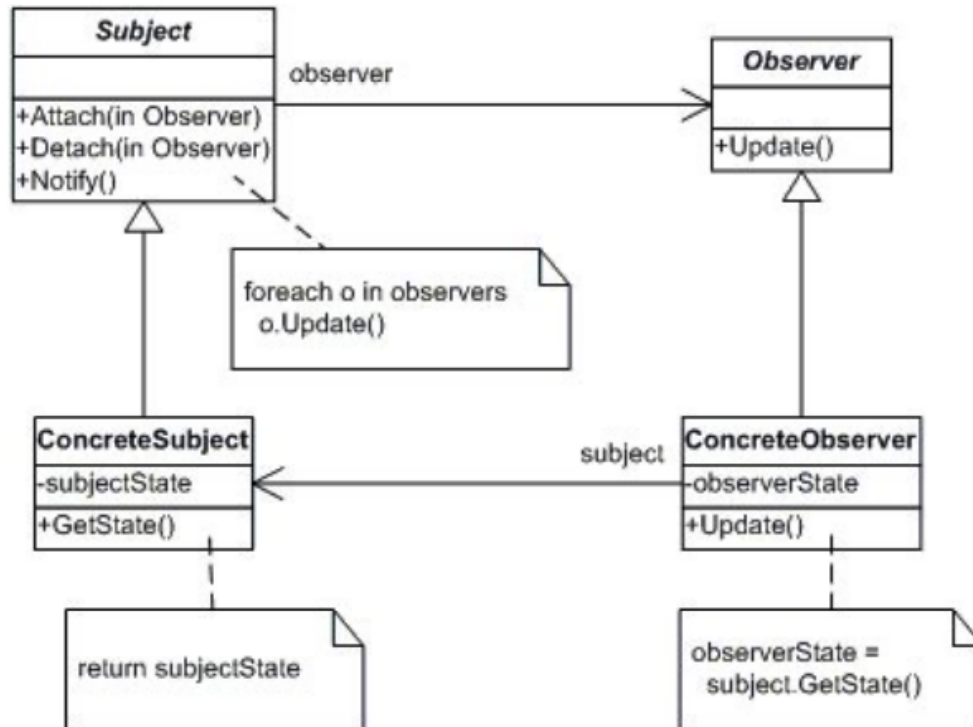 Subject
observer
Observer
+Attach(in Observer)
+Detach(in Observer)
+Notify()
+Update()
foreach o in observers
o.Update()
ConcreteSubject
-subjectState
+GetState()
subject
ConcreteObserver
-observerState
+Update()
return subjectState
observerState =
subject.GetState()